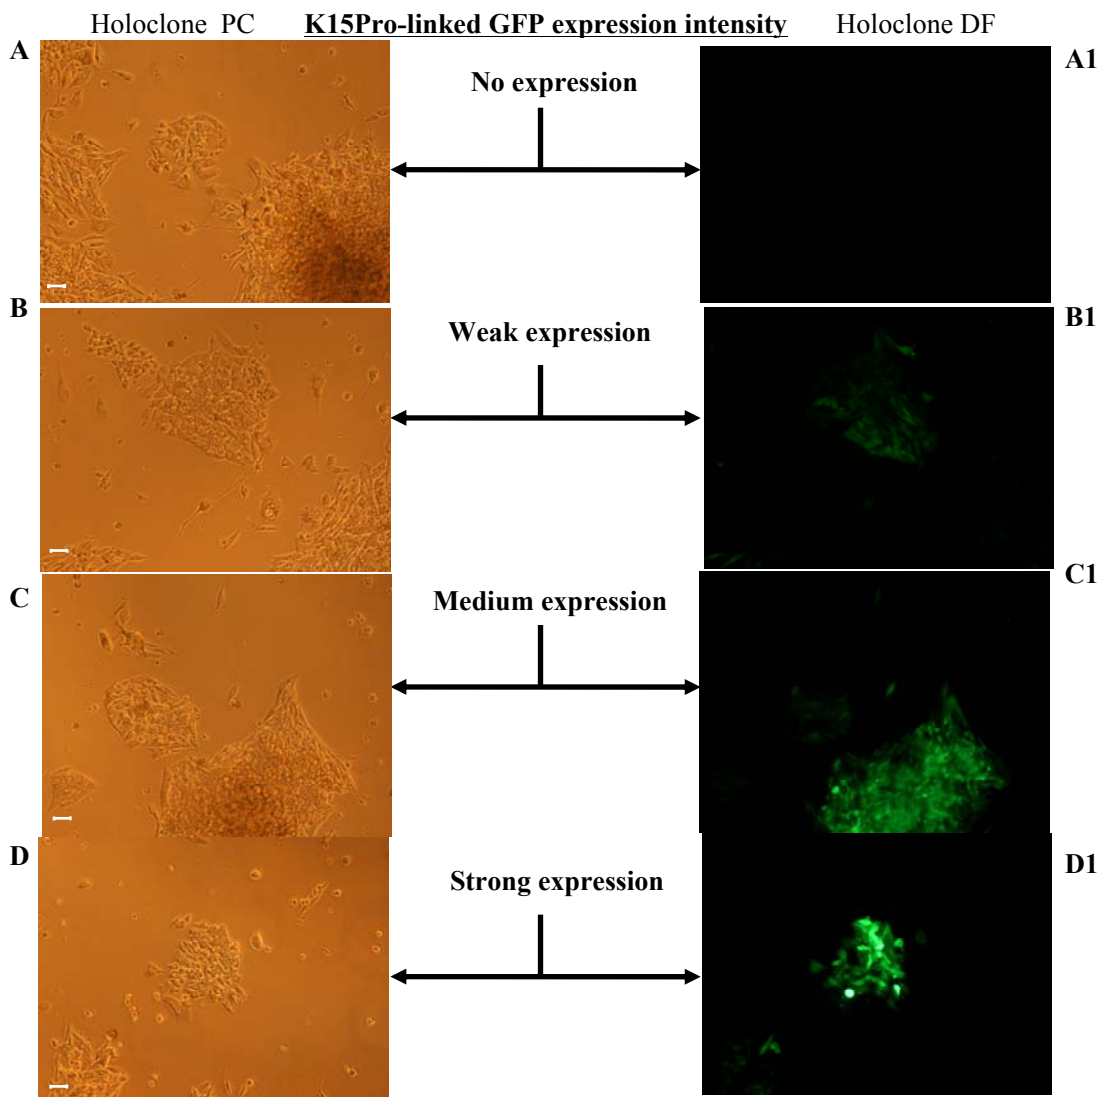 Holoclone PC K15Pro-linked GFP expression intensity Holoclone DF
A
A1
No expression
B
B1
Weak expression
C
C1
Medium expression
D
D1
Strong expression